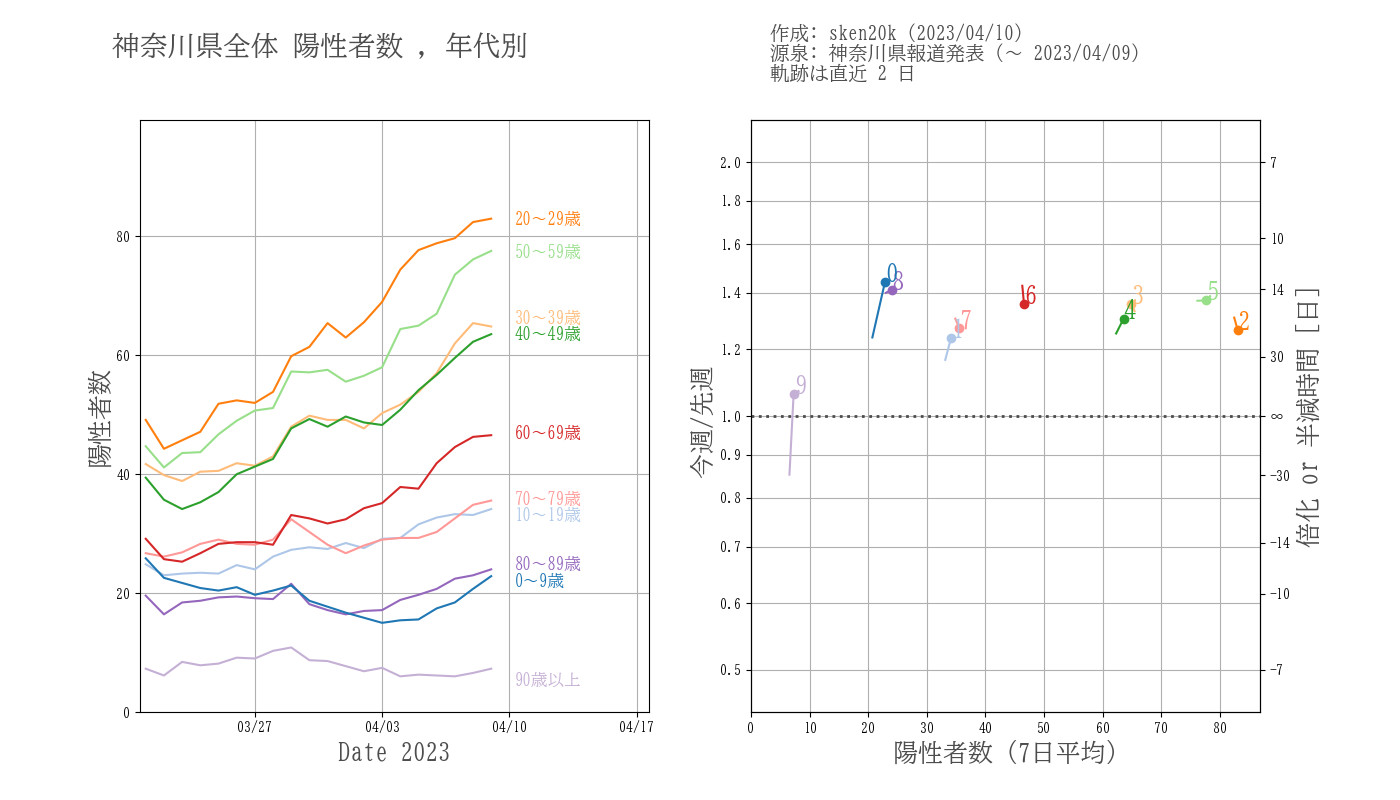 神奈川県全体 陽性者数 , 年代別
作成: sken20k (2023/04/10)
源泉: 神奈川県報道発表 (〜 2023/04/09)
軌跡は直近 2 日
陽性者数
80
60
40
20
0
03/27
04/03
04/10
04/17
Date 2023
20〜29歳
50〜59歳
30〜39歳
40〜49歳
60〜69歳
70〜79歳
10〜19歳
80〜89歳
0〜9歳
90歳以上
今週/先週
2.0
1.8
1.6
1.4
1.2
1.0
0.9
0.8
0.7
0.6
0.5
0
8
6
3
5
4
2
7
1
9
0
10
20
30
40
50
60
70
80
陽性者数 (7日平均)
7
10
14
30
∞
−30
−14
−10
−7
倍化 or 半減時間 [日]